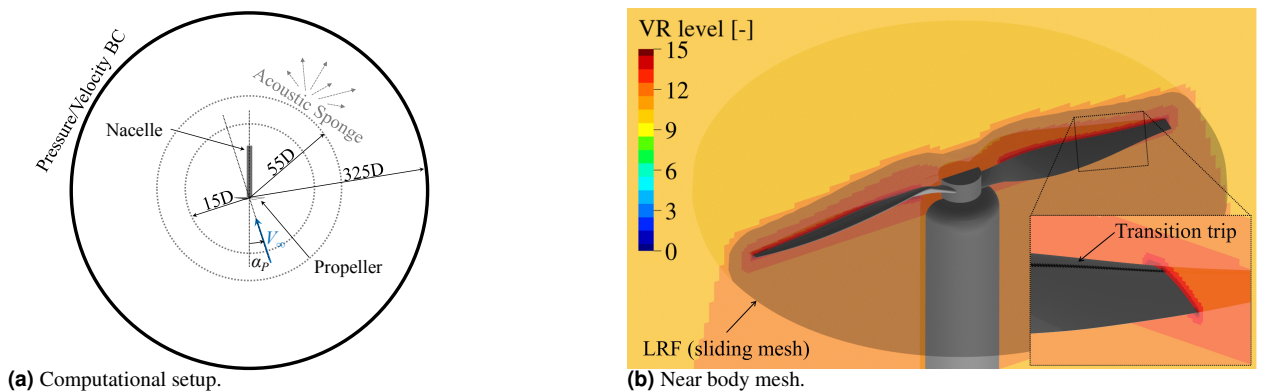 Pressure/Velocity BC
Acoustic Sponge
Nacelle
55D
325D
15D
V∞
αP
Propeller
(a) Computational setup.
VR level [-]
15
12
9
6
3
0
Transition trip
LRF (sliding mesh)
(b) Near body mesh.